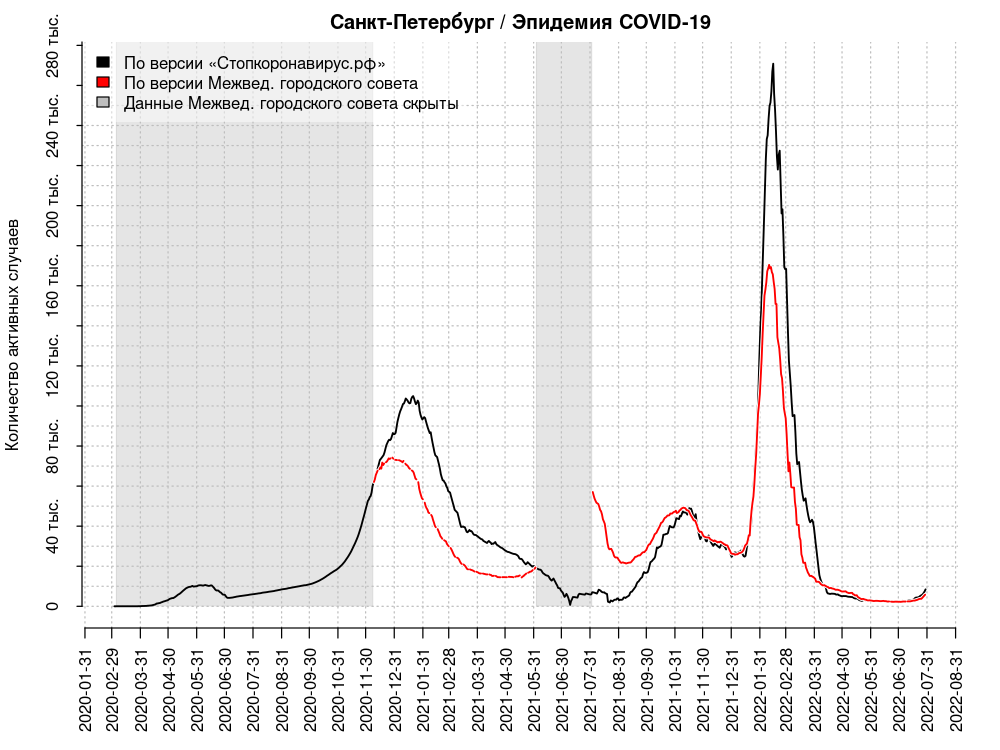 Санкт-Петербург / Эпидемия COVID-19
По версии «Стопкоронавирус.рф»
По версии Межвед. городского совета
Данные Межвед. городского совета скрыты
Количество активных случаев
280 тыс.
240 тыс.
200 тыс.
160 тыс.
120 тыс.
80 тыс.
40 тыс.
0
2020-01-31
2020-02-29
2020-03-31
2020-04-30
2020-05-31
2020-06-30
2020-07-31
2020-08-31
2020-09-30
2020-10-31
2020-11-30
2020-12-31
2021-01-31
2021-02-28
2021-03-31
2021-04-30
2021-05-31
2021-06-30
2021-07-31
2021-08-31
2021-09-30
2021-10-31
2021-11-30
2021-12-31
2022-01-31
2022-02-28
2022-03-31
2022-04-30
2022-05-31
2022-06-30
2022-07-31
2022-08-31